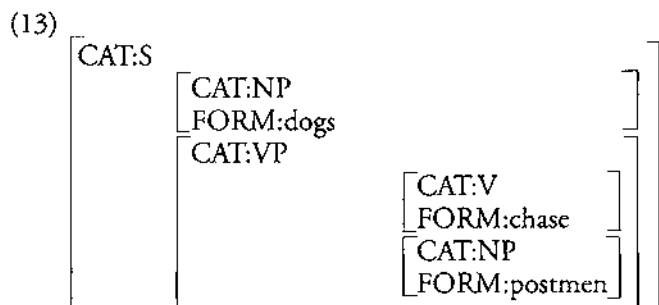 (13)
CAT:S
CAT:NP
FORM:dogs
CAT:VP
CAT:V
FORM:chase
CAT:NP
FORM:postmen